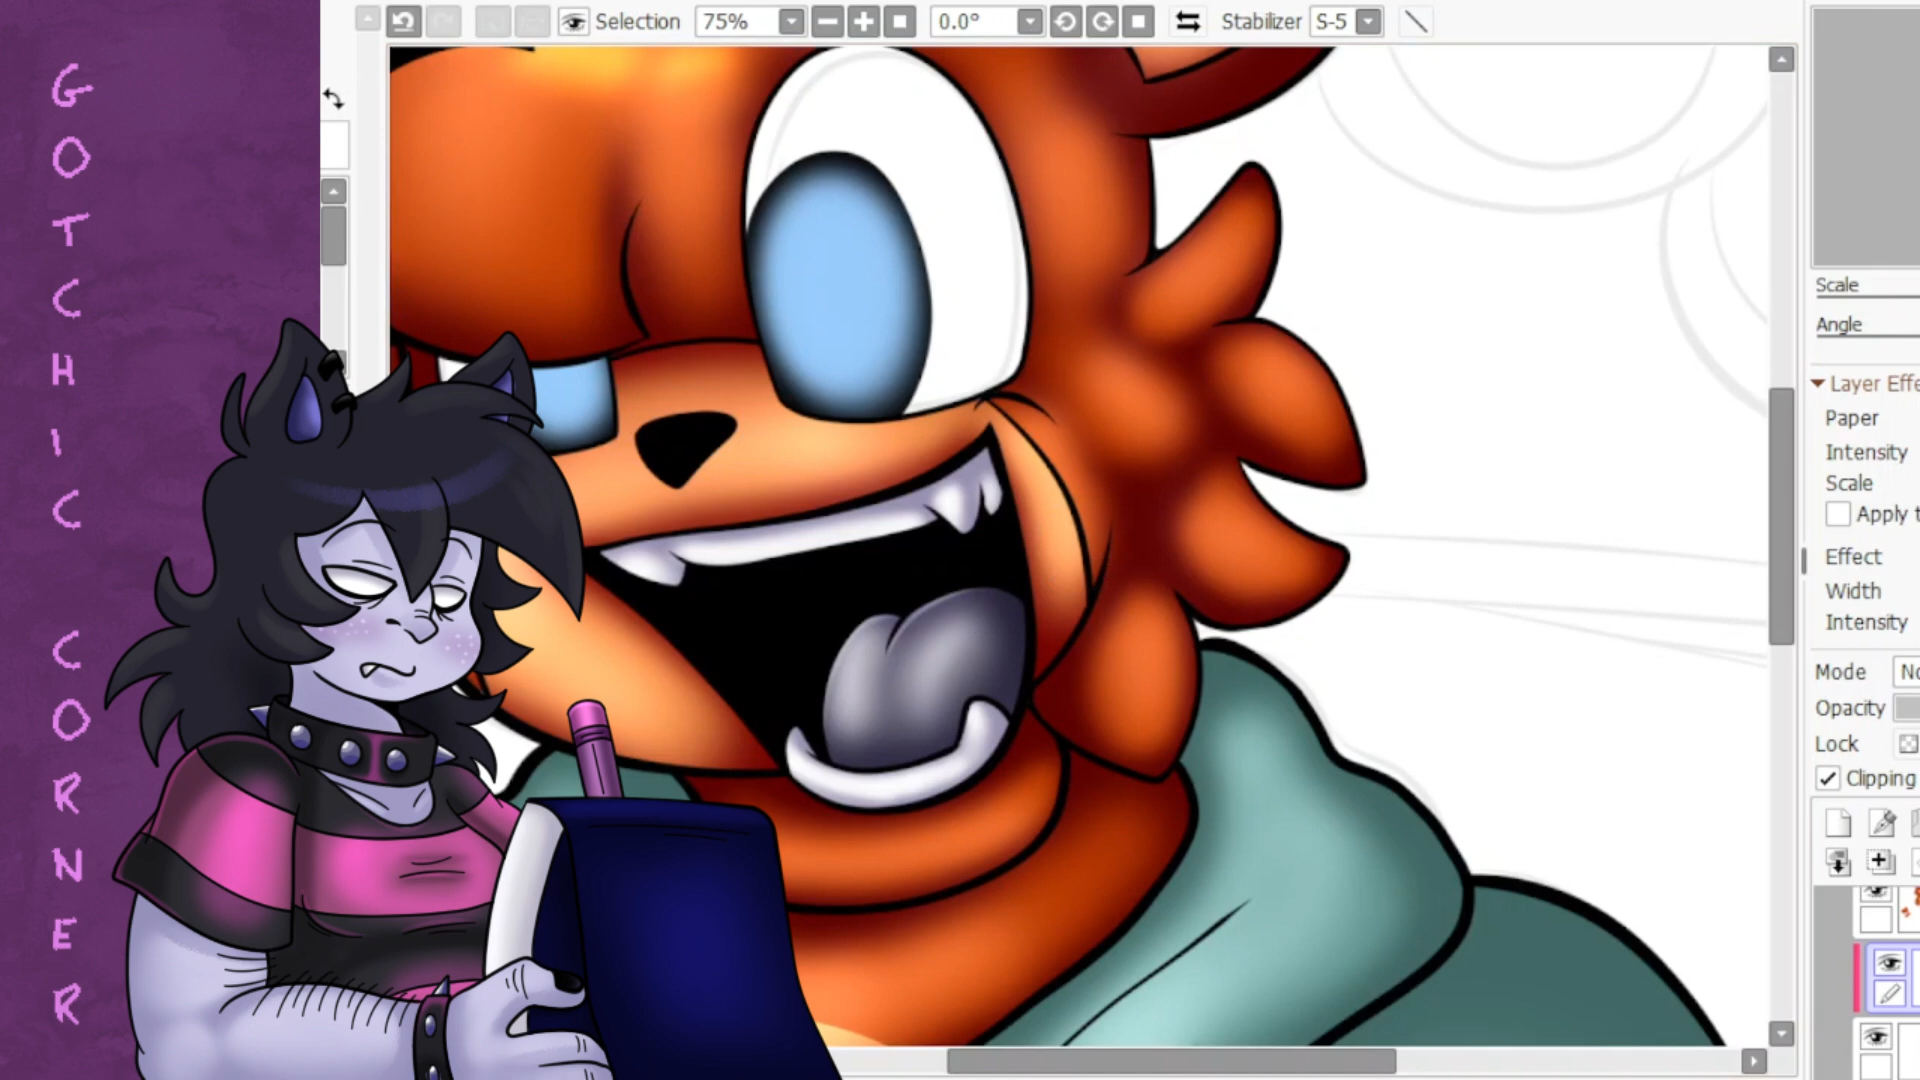 GOTCHIC CORNER
Selection 75% 0.0° Stabilizer S-5
Scale
Angle
Layer Effe
Paper
Intensity
Scale
Apply t
Effect
Width
Intensity
Mode No
Opacity
Lock
Clipping